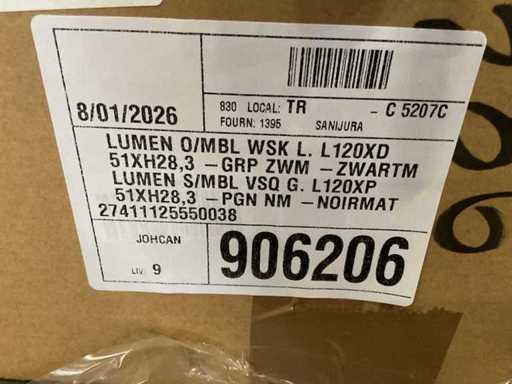 8/01/2026
830 LOCAL: TR - C 5207C
FOURN: 1395 SANIJURA
LUMEN O/MBL WSK L. L120XD
51XH28,3 -GRP ZWM -ZWARTM
LUMEN S/MBL VSQ G. L120XP
51XH28,3 -PGN NM -NOIRMAT
27411125550038
JOHCAN
LIV: 9
906206